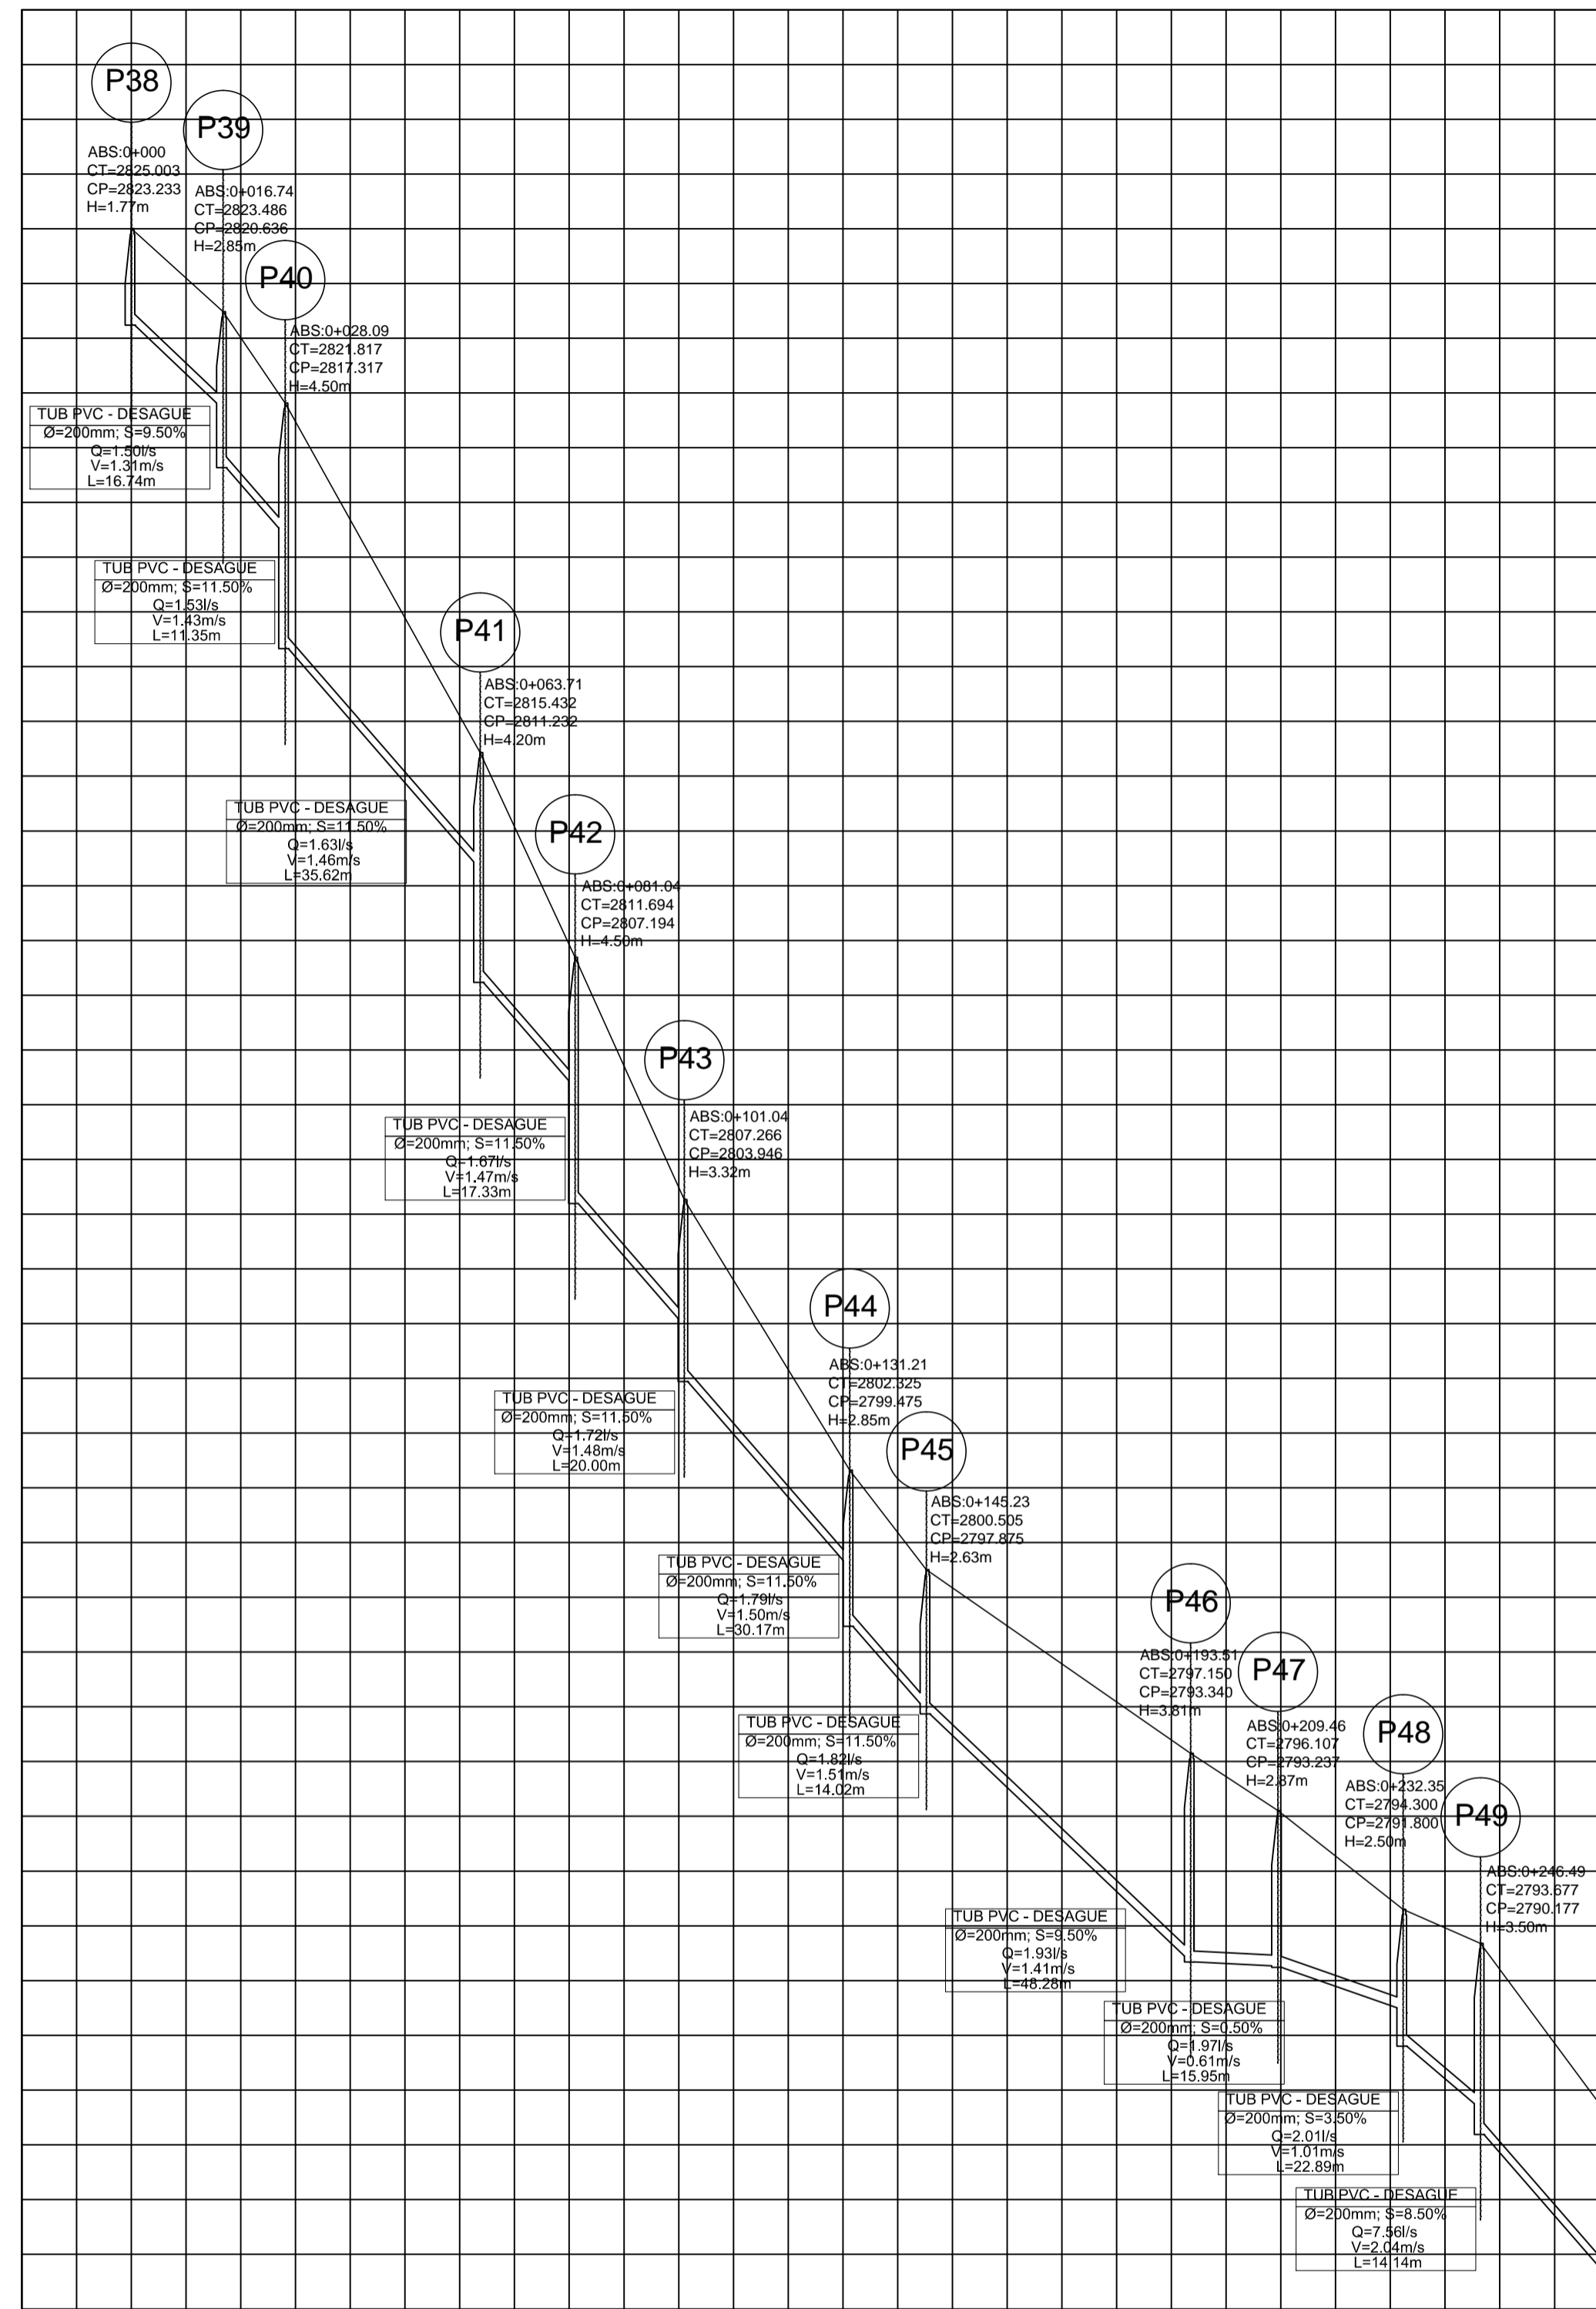 P38
ABS:0+000
CT=2825.003
CP=2823.233
H=1.77m
P39
ABS:0+016.74
CT=2823.486
CP=2820.636
H=2.85m
P40
ABS:0+028.09
CT=2821.817
CP=2817.317
H=4.50m
TUB PVC - DESAGUE
Ø=200mm; S=9.50%
Q=1.50l/s
V=1.31m/s
L=16.74m
TUB PVC - DESAGUE
Ø=200mm; S=11.50%
Q=1.53l/s
V=1.43m/s
L=11.35m
P41
ABS:0+063.71
CT=2815.432
CP=2811.232
H=4.20m
TUB PVC - DESAGUE
Ø=200mm; S=11.50%
Q=1.63l/s
V=1.46m/s
L=35.62m
P42
ABS:0+081.04
CT=2811.694
CP=2807.194
H=4.50m
P43
ABS:0+101.04
CT=2807.266
CP=2803.946
H=3.32m
TUB PVC - DESAGUE
Ø=200mm; S=11.50%
Q=1.67l/s
V=1.47m/s
L=17.33m
P44
ABS:0+131.21
CT=2802.325
CP=2799.475
H=2.85m
TUB PVC - DESAGUE
Ø=200mm; S=11.50%
Q=1.72l/s
V=1.48m/s
L=20.00m
P45
ABS:0+145.23
CT=2800.505
CP=2797.875
H=2.63m
TUB PVC - DESAGUE
Ø=200mm; S=11.50%
Q=1.79l/s
V=1.50m/s
L=30.17m
P46
ABS:0+193.51
CT=2797.150
CP=2793.340
H=3.81m
P47
ABS:0+209.46
CT=2796.107
CP=2793.237
H=2.87m
TUB PVC - DESAGUE
Ø=200mm; S=11.50%
Q=1.82l/s
V=1.51m/s
L=14.02m
P48
ABS:0+232.35
CT=2794.300
CP=2791.800
H=2.50m
P49
ABS:0+246.49
CT=2793.677
CP=2790.177
H=3.50m
TUB PVC - DESAGUE
Ø=200mm; S=9.50%
Q=1.93l/s
V=1.41m/s
L=48.28m
TUB PVC - DESAGUE
Ø=200mm; S=0.50%
Q=1.97l/s
V=0.61m/s
L=15.95m
TUB PVC - DESAGUE
Ø=200mm; S=3.50%
Q=2.01l/s
V=1.01m/s
L=22.89m
TUB PVC - DESAGUE
Ø=200mm; S=8.50%
Q=7.56l/s
V=2.04m/s
L=14.14m